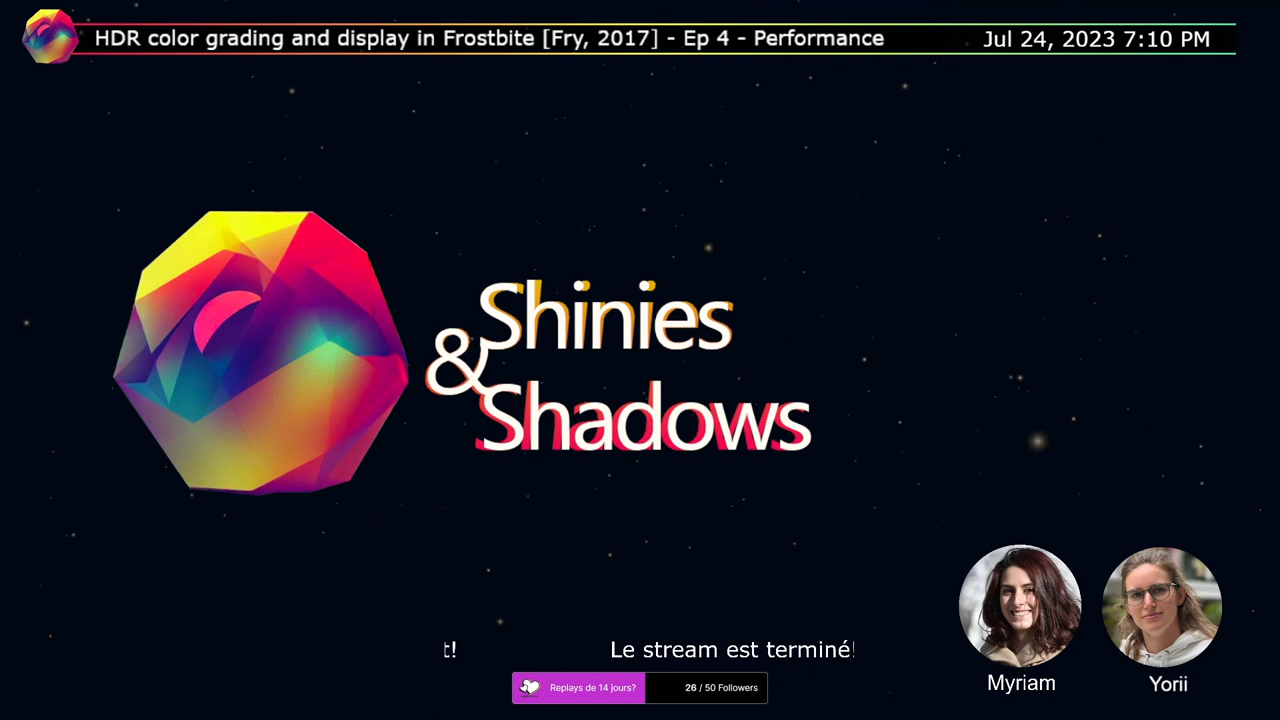 HDR color grading and display in Frostbite [Fry, 2017] - Ep 4 - Performance
Jul 24, 2023 7:10 PM
Shinies
&
Shadows
t! Le stream est terminé!
Replays de 14 jours? 26 / 50 Followers
Myriam
Yorii